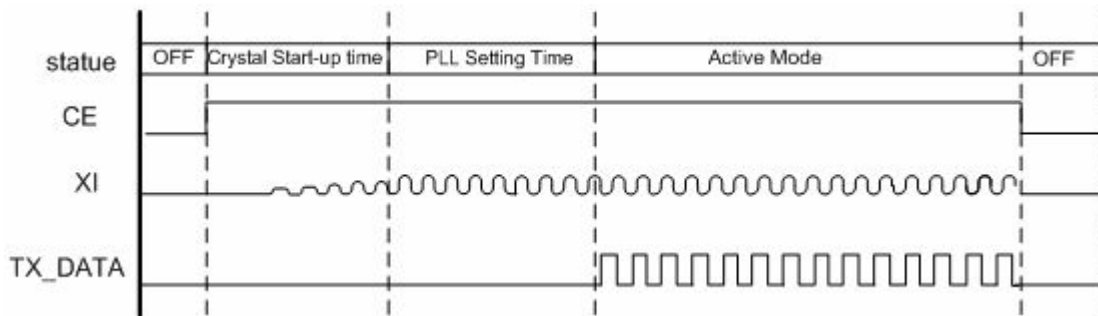 statue OFF Crystal Start-up time PLL Setting Time Active Mode OFF
CE
XI
TX_DATA